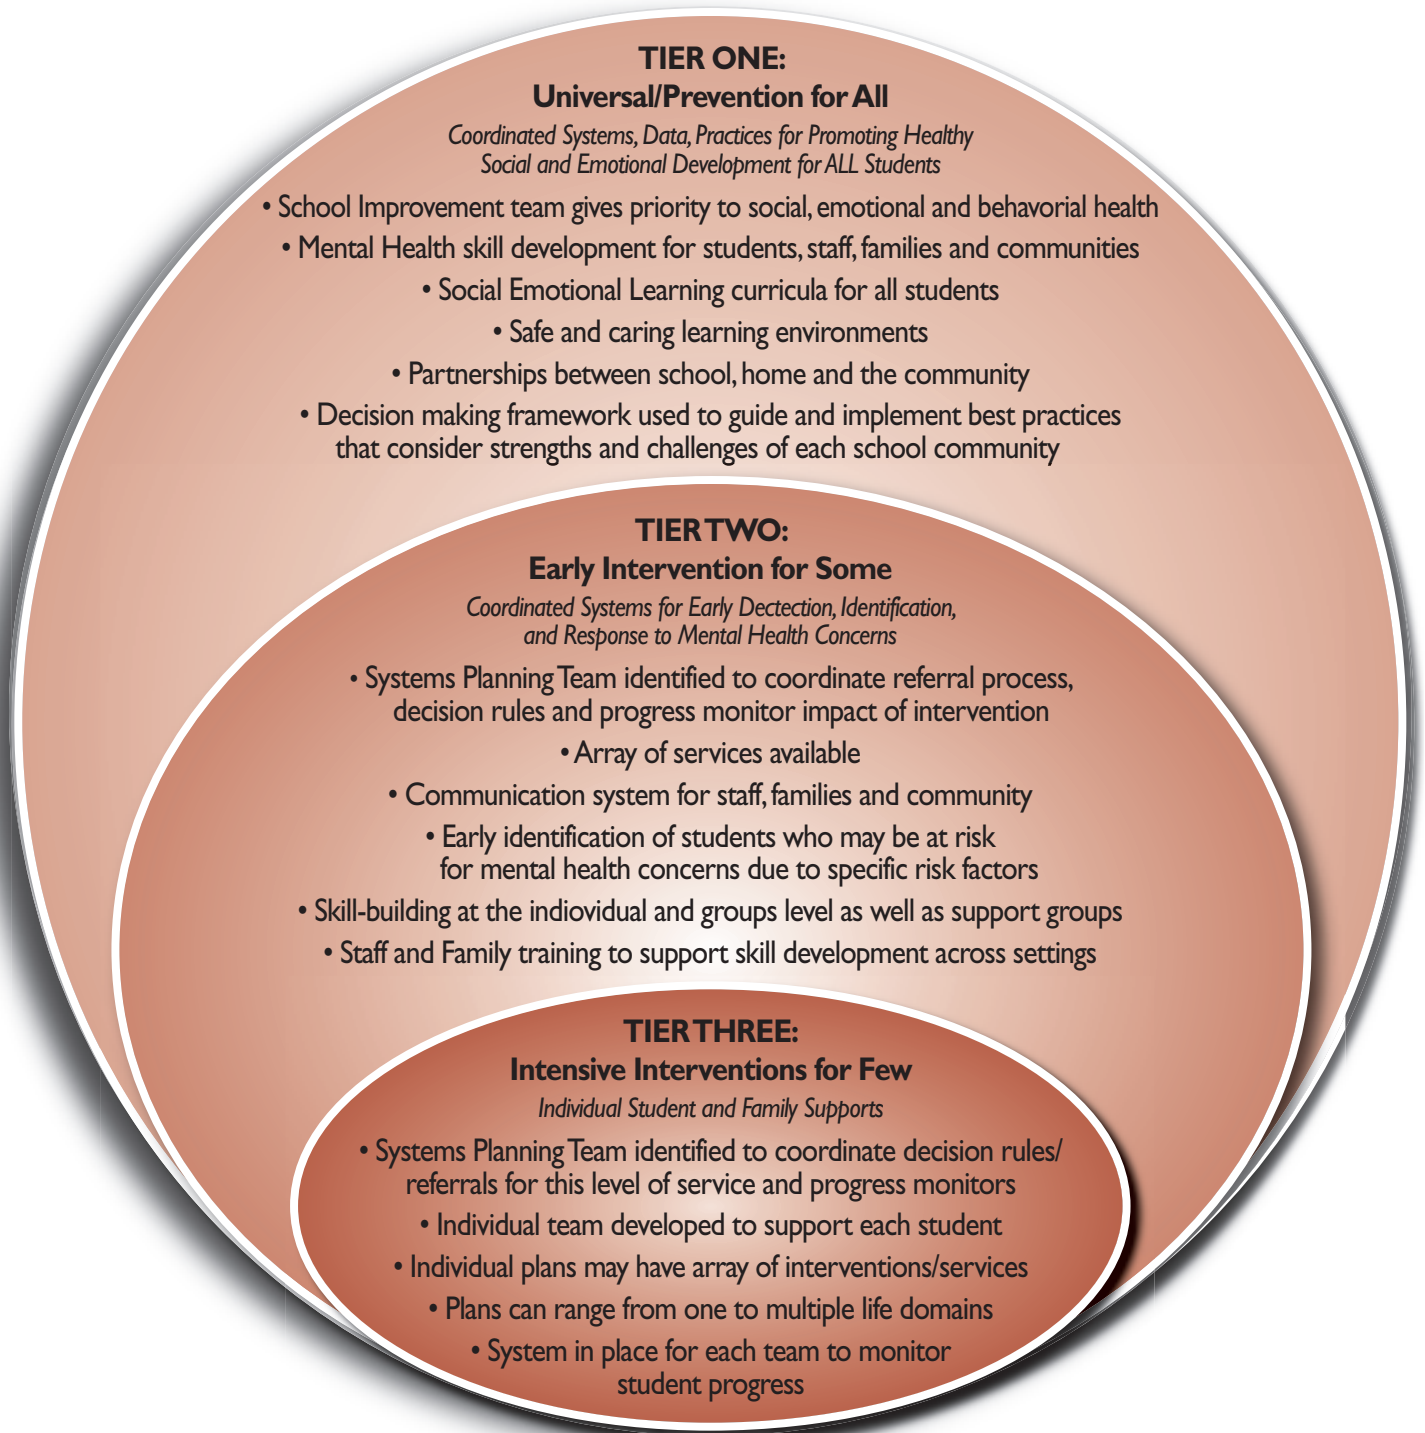 TIER ONE:
Universal/Prevention for All
Coordinated Systems, Data, Practices for Promoting Healthy
Social and Emotional Development for ALL Students
• School Improvement team gives priority to social, emotional and behavorial health
• Mental Health skill development for students, staff, families and communities
• Social Emotional Learning curricula for all students
• Safe and caring learning environments
• Partnerships between school, home and the community
• Decision making framework used to guide and implement best practices
that consider strengths and challenges of each school community
TIER TWO:
Early Intervention for Some
Coordinated Systems for Early Dectection, Identification,
and Response to Mental Health Concerns
• Systems Planning Team identified to coordinate referral process,
decision rules and progress monitor impact of intervention
• Array of services available
• Communication system for staff, families and community
• Early identification of students who may be at risk
for mental health concerns due to specific risk factors
• Skill-building at the indiovidual and groups level as well as support groups
• Staff and Family training to support skill development across settings
TIER THREE:
Intensive Interventions for Few
Individual Student and Family Supports
• Systems Planning Team identified to coordinate decision rules/
referrals for this level of service and progress monitors
• Individual team developed to support each student
• Individual plans may have array of interventions/services
• Plans can range from one to multiple life domains
• System in place for each team to monitor
student progress